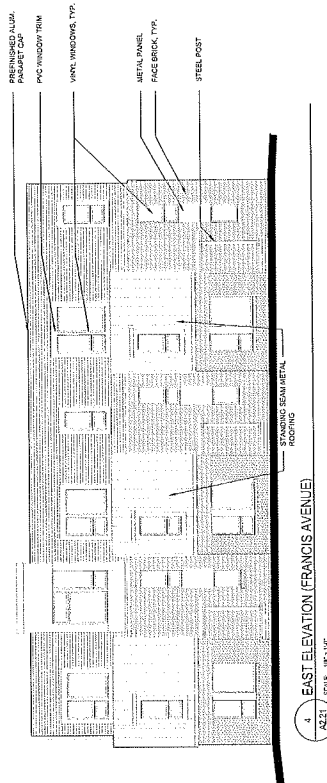 PREFINISHED ALUM.
PARAPET CAP
PVC WINDOW TRIM
VINYL WINDOWS, TYP.
METAL PANEL
FACE BRICK, TYP.
STEEL POST
STANDING SEAM METAL
ROOFING
4
EAST ELEVATION (FRANCIS AVENUE)
A2.21